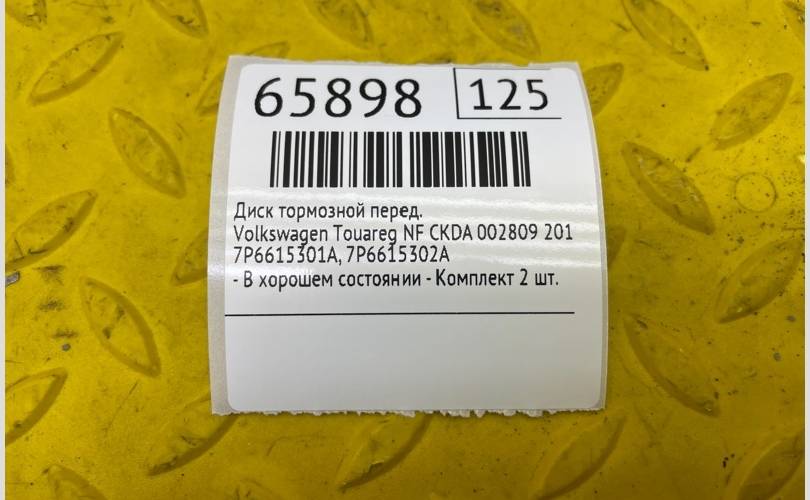 65898 125
Диск тормозной перед.
Volkswagen Touareg NF CKDA 002809 201
7P6615301A, 7P6615302A
- В хорошем состоянии - Комплект 2 шт.